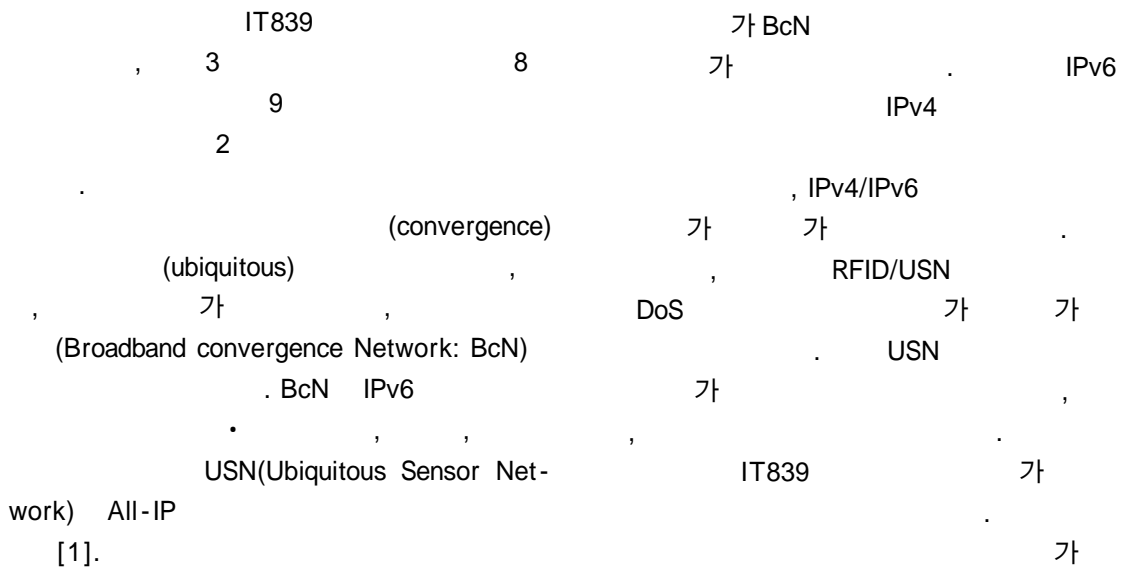 IT839
, 3 8
9
2
.
(convergence)
(ubiquitous) ,
, 가 ,
(Broadband convergence Network: BcN)
. BcN IPv6
• , ,
USN(Ubiquitous Sensor Net-
work) All-IP
[1].
가 BcN
가 . IPv6
IPv4
, IPv4/IPv6
가 가 .
, RFID/USN
DoS 가 가
. USN
가 ,
, .
IT839 가
.
가